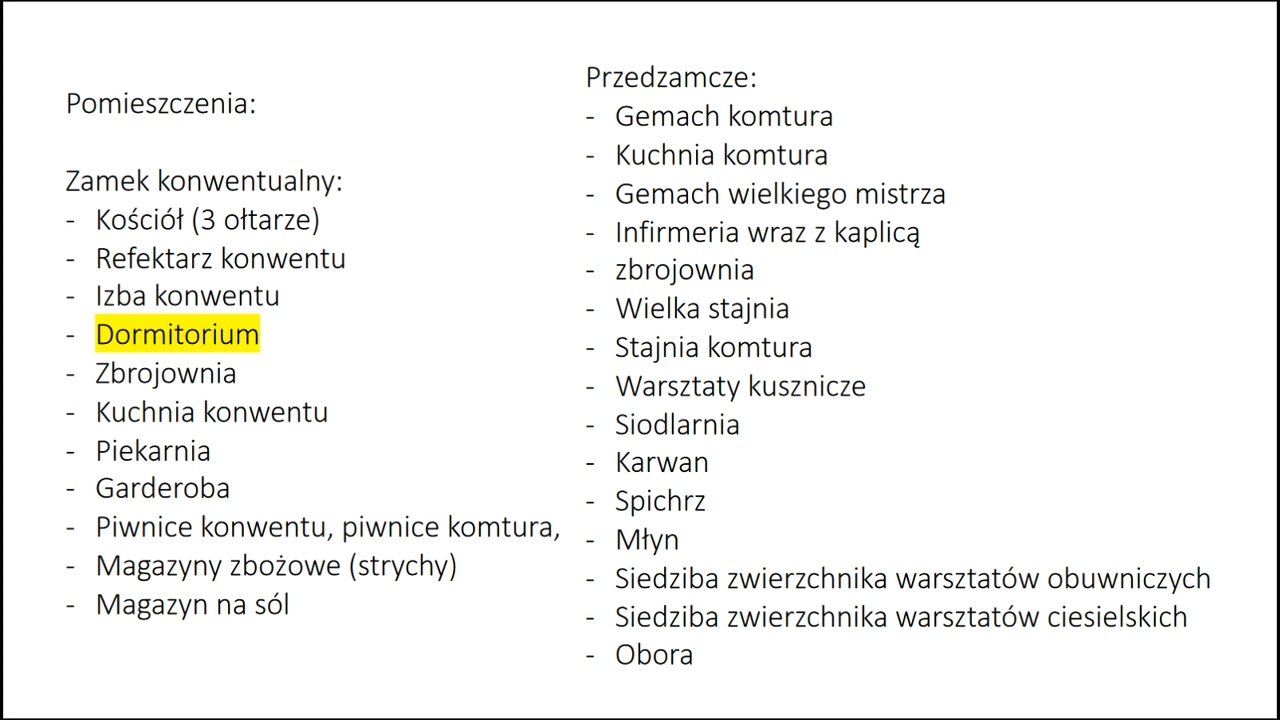 Pomieszczenia:
Zamek konwentualny:
- Kościół (3 ołtarze)
- Refektarz konwentu
- Izba konwentu
- Dormitorium
- Zbrojownia
- Kuchnia konwentu
- Piekarnia
- Garderoba
- Piwnice konwentu, piwnice komtura,
- Magazyny zbożowe (strychy)
- Magazyn na sól
Przedzamcze:
- Gemach komtura
- Kuchnia komtura
- Gemach wielkiego mistrza
- Infirmeria wraz z kaplicą
- zbrojownia
- Wielka stajnia
- Stajnia komtura
- Warsztaty kusznicze
- Siodlarnia
- Karwan
- Spichrz
- Młyn
- Siedziba zwierzchnika warsztatów obuwniczych
- Siedziba zwierzchnika warsztatów ciesielskich
- Obora